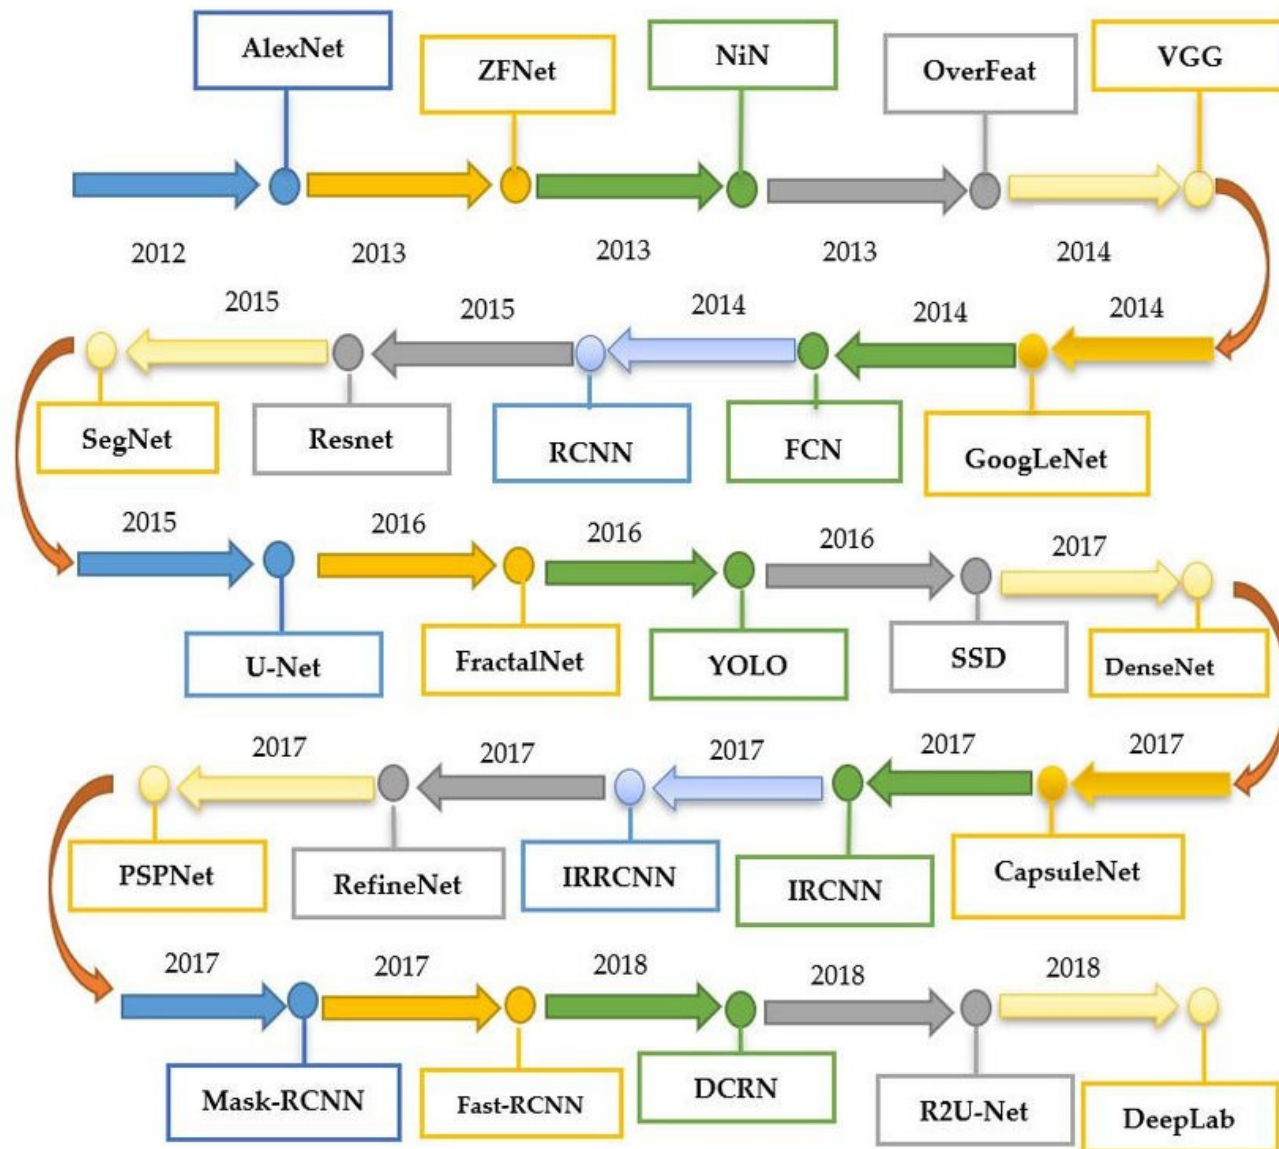 AlexNet
ZFNet
NiN
OverFeat
VGG
2012
2013
2013
2013
2014
2014
2014
2014
2015
2015
GoogLeNet
FCN
RCNN
Resnet
SegNet
2015
2016
2016
2016
2017
U-Net
FractalNet
YOLO
SSD
DenseNet
2017
2017
2017
2017
2017
CapsuleNet
IRCNN
IRRCNN
RefineNet
PSPNet
2017
2017
2018
2018
2018
Mask-RCNN
Fast-RCNN
DCRN
R2U-Net
DeepLab